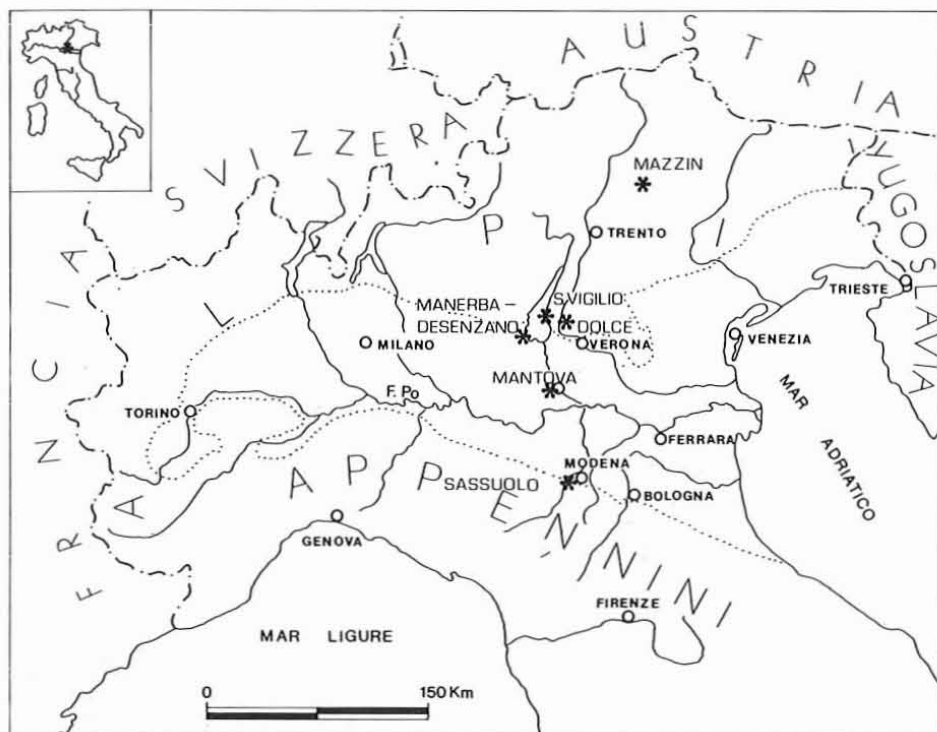 AUSTRIA
SVIZZERA
YUGOSLAVIA
FRANCIA
ALPI
MAZZIN
TRENTO
TRIESTE
S.VIGILIO
MANERBA –
DESENZANO
DOLCE
VERONA
VENEZIA
MILANO
MANTOVA
F. Po
TORINO
FERRARA
MODENA
SASSUOLO
BOLOGNA
APPENNINI
MAR ADRIATICO
GENOVA
FIRENZE
MAR LIGURE
0 150 Km